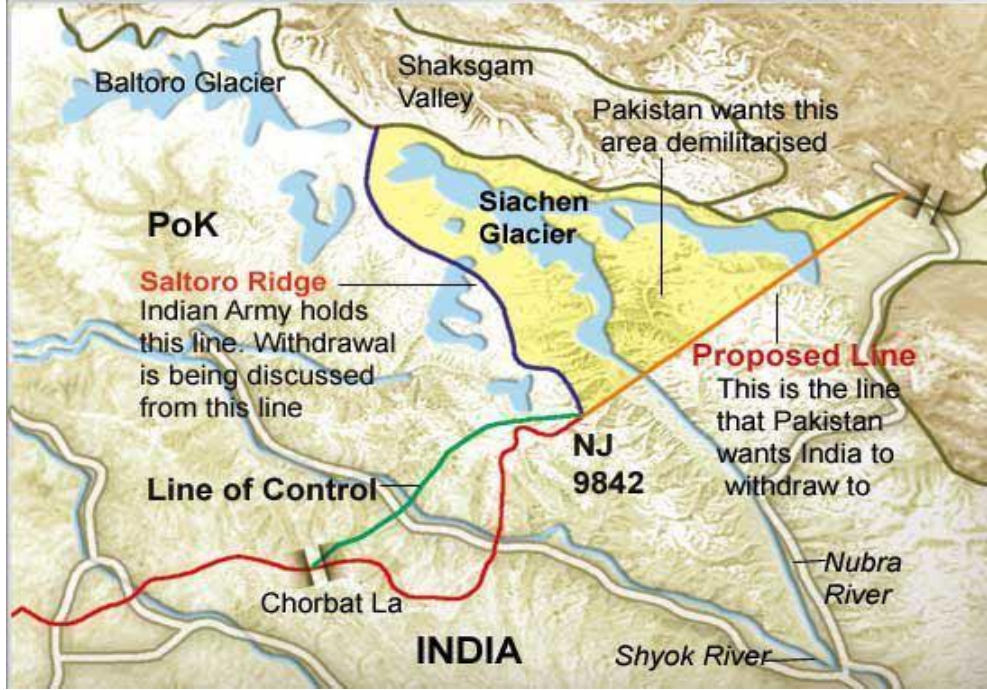 Baltoro Glacier
Shaksgam
Valley
Pakistan wants this
area demilitarised
Siachen
Glacier
PoK
Saltoro Ridge
Indian Army holds
this line. Withdrawal
is being discussed
from this line
Proposed Line
This is the line
that Pakistan
wants India to
withdraw to
NJ
9842
Line of Control
Chorbat La
Nubra
River
INDIA
Shyok River